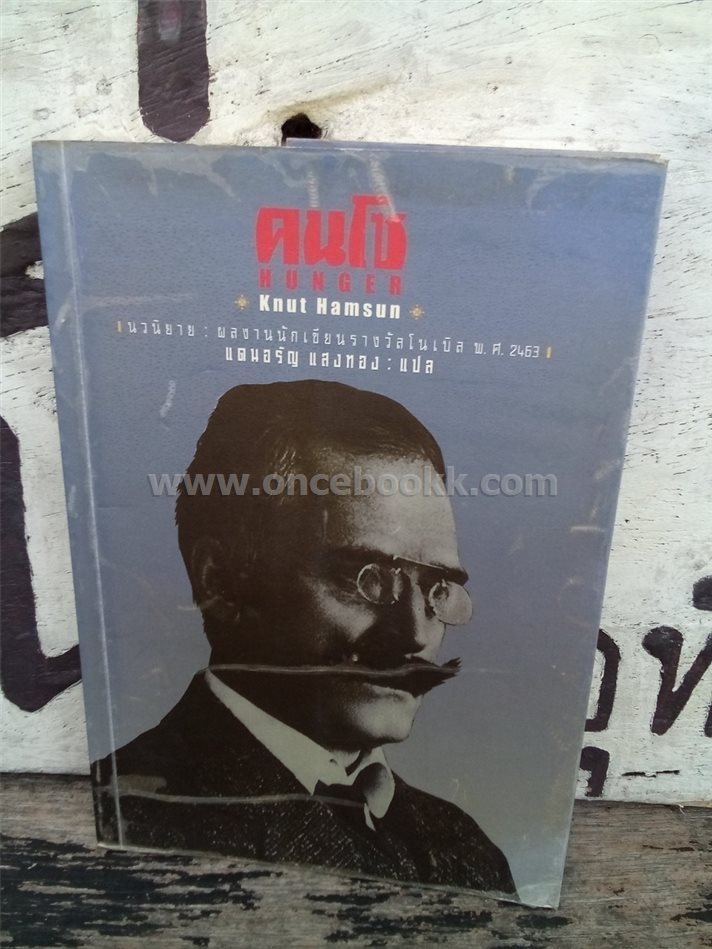 คนโซ
HUNGER
Knut Hamsun
นวนิยาย : ผลงานนักเขียนรางวัลโนเบิล พ.ศ. 2463
แดนอรัญ แสงทอง : แปล
www.oncebookk.com